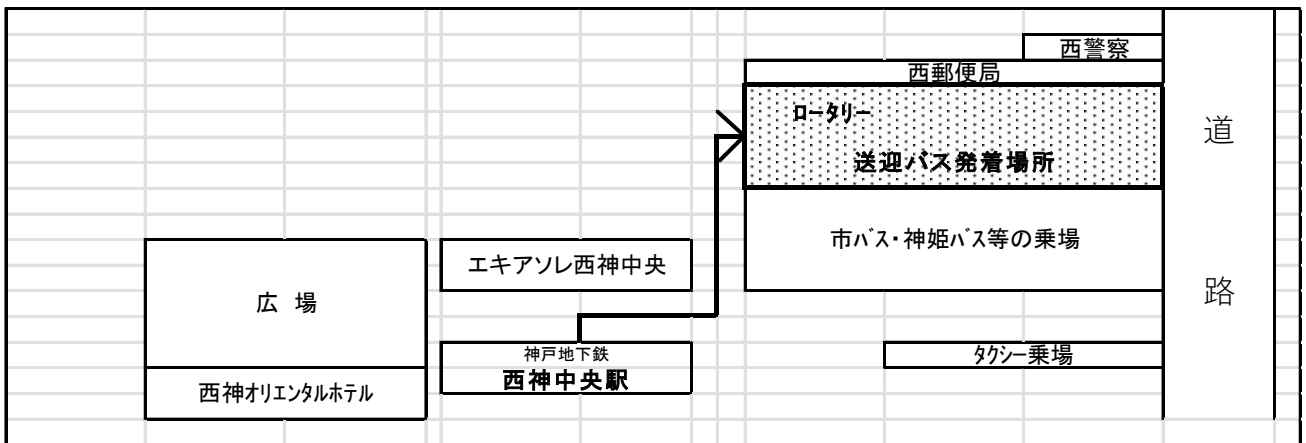 西警察
西郵便局
ﾛｰﾀﾘｰ
送迎バス発着場所
道
路
市ﾊﾞｽ・神姫ﾊﾞｽ等の乗場
エキアソレ西神中央
広　場
神戸地下鉄
西神中央駅
ﾀｸｼｰ乗場
西神ｵﾘｴﾝﾀﾙﾎﾃﾙ